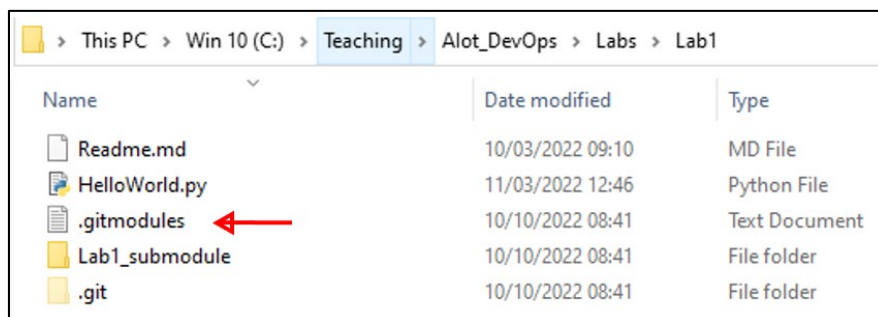 > This PC > Win 10 (C:) > Teaching > AIot_DevOps > Labs > Lab1
Name Date modified Type
Readme.md 10/03/2022 09:10 MD File
HelloWorld.py 11/03/2022 12:46 Python File
.gitmodules 10/10/2022 08:41 Text Document
Lab1_submodule 10/10/2022 08:41 File folder
.git 10/10/2022 08:41 File folder